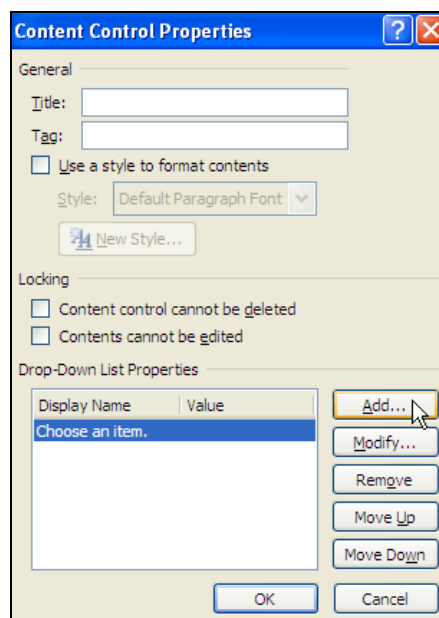 Content Control Properties ?
General
Title:
Tag:
Use a style to format contents
Style: Default Paragraph Font
New Style...
Locking
Content control cannot be deleted
Contents cannot be edited
Drop-Down List Properties
Display Name Value
Choose an item.
Add...
Modify...
Remove
Move Up
Move Down
OK Cancel